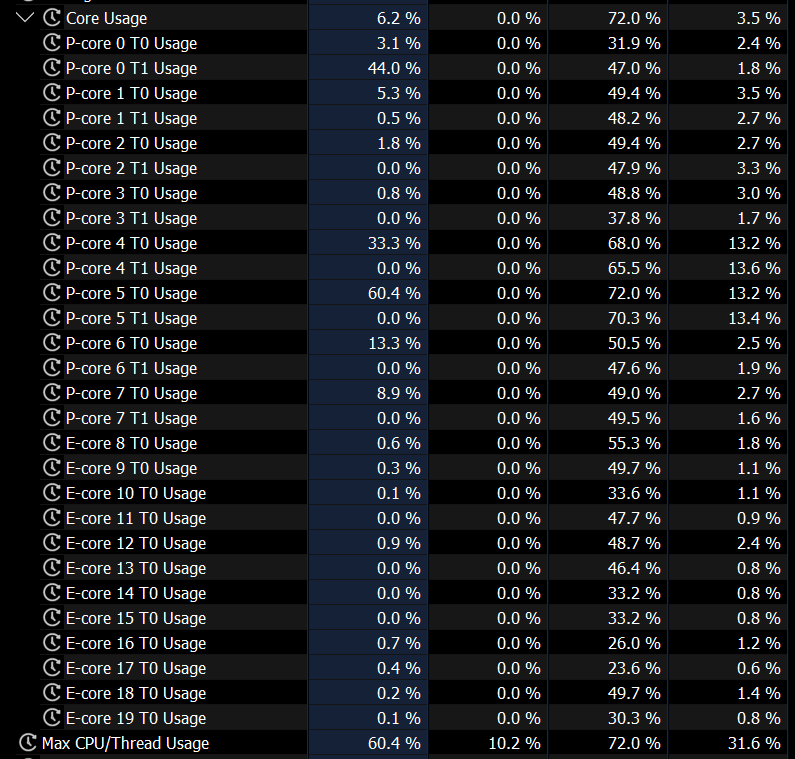 Core Usage 6.2 % 0.0 % 72.0 % 3.5 %
P-core 0 T0 Usage 3.1 % 0.0 % 31.9 % 2.4 %
P-core 0 T1 Usage 44.0 % 0.0 % 47.0 % 1.8 %
P-core 1 T0 Usage 5.3 % 0.0 % 49.4 % 3.5 %
P-core 1 T1 Usage 0.5 % 0.0 % 48.2 % 2.7 %
P-core 2 T0 Usage 1.8 % 0.0 % 49.4 % 2.7 %
P-core 2 T1 Usage 0.0 % 0.0 % 47.9 % 3.3 %
P-core 3 T0 Usage 0.8 % 0.0 % 48.8 % 3.0 %
P-core 3 T1 Usage 0.0 % 0.0 % 37.8 % 1.7 %
P-core 4 T0 Usage 33.3 % 0.0 % 68.0 % 13.2 %
P-core 4 T1 Usage 0.0 % 0.0 % 65.5 % 13.6 %
P-core 5 T0 Usage 60.4 % 0.0 % 72.0 % 13.2 %
P-core 5 T1 Usage 0.0 % 0.0 % 70.3 % 13.4 %
P-core 6 T0 Usage 13.3 % 0.0 % 50.5 % 2.5 %
P-core 6 T1 Usage 0.0 % 0.0 % 47.6 % 1.9 %
P-core 7 T0 Usage 8.9 % 0.0 % 49.0 % 2.7 %
P-core 7 T1 Usage 0.0 % 0.0 % 49.5 % 1.6 %
E-core 8 T0 Usage 0.6 % 0.0 % 55.3 % 1.8 %
E-core 9 T0 Usage 0.3 % 0.0 % 49.7 % 1.1 %
E-core 10 T0 Usage 0.1 % 0.0 % 33.6 % 1.1 %
E-core 11 T0 Usage 0.0 % 0.0 % 47.7 % 0.9 %
E-core 12 T0 Usage 0.9 % 0.0 % 48.7 % 2.4 %
E-core 13 T0 Usage 0.0 % 0.0 % 46.4 % 0.8 %
E-core 14 T0 Usage 0.0 % 0.0 % 33.2 % 0.8 %
E-core 15 T0 Usage 0.0 % 0.0 % 33.2 % 0.8 %
E-core 16 T0 Usage 0.7 % 0.0 % 26.0 % 1.2 %
E-core 17 T0 Usage 0.4 % 0.0 % 23.6 % 0.6 %
E-core 18 T0 Usage 0.2 % 0.0 % 49.7 % 1.4 %
E-core 19 T0 Usage 0.1 % 0.0 % 30.3 % 0.8 %
Max CPU/Thread Usage 60.4 % 10.2 % 72.0 % 31.6 %